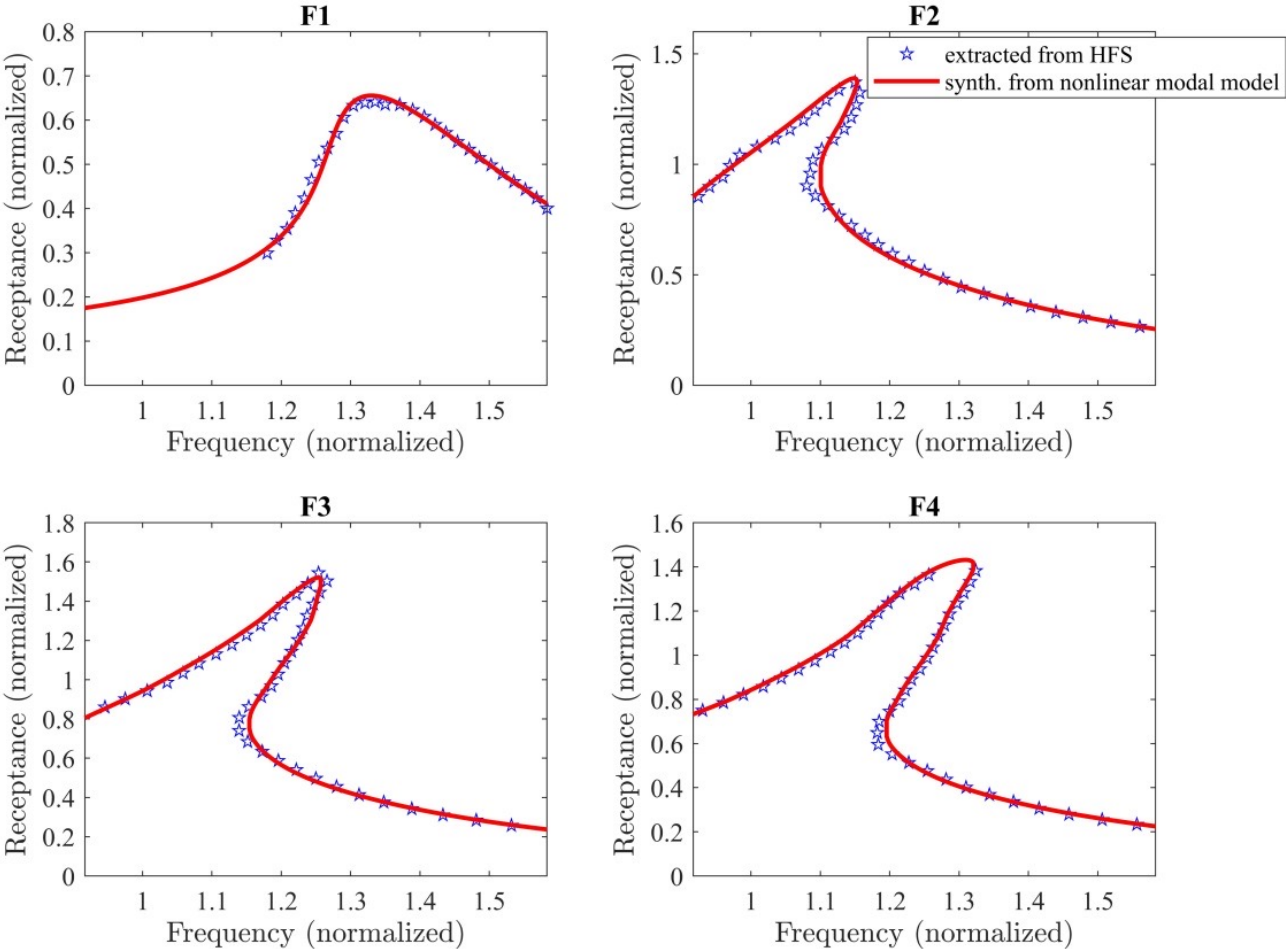 F1
0.8
0.7
0.6
0.5
0.4
0.3
0.2
0.1
0
Receptance (normalized)
1 1.1 1.2 1.3 1.4 1.5
Frequency (normalized)
F2
extracted from HFS
synth. from nonlinear modal model
1.5
1
0.5
0
Receptance (normalized)
1 1.1 1.2 1.3 1.4 1.5
Frequency (normalized)
F3
1.8
1.6
1.4
1.2
1
0.8
0.6
0.4
0.2
0
Receptance (normalized)
1 1.1 1.2 1.3 1.4 1.5
Frequency (normalized)
F4
1.6
1.4
1.2
1
0.8
0.6
0.4
0.2
0
Receptance (normalized)
1 1.1 1.2 1.3 1.4 1.5
Frequency (normalized)